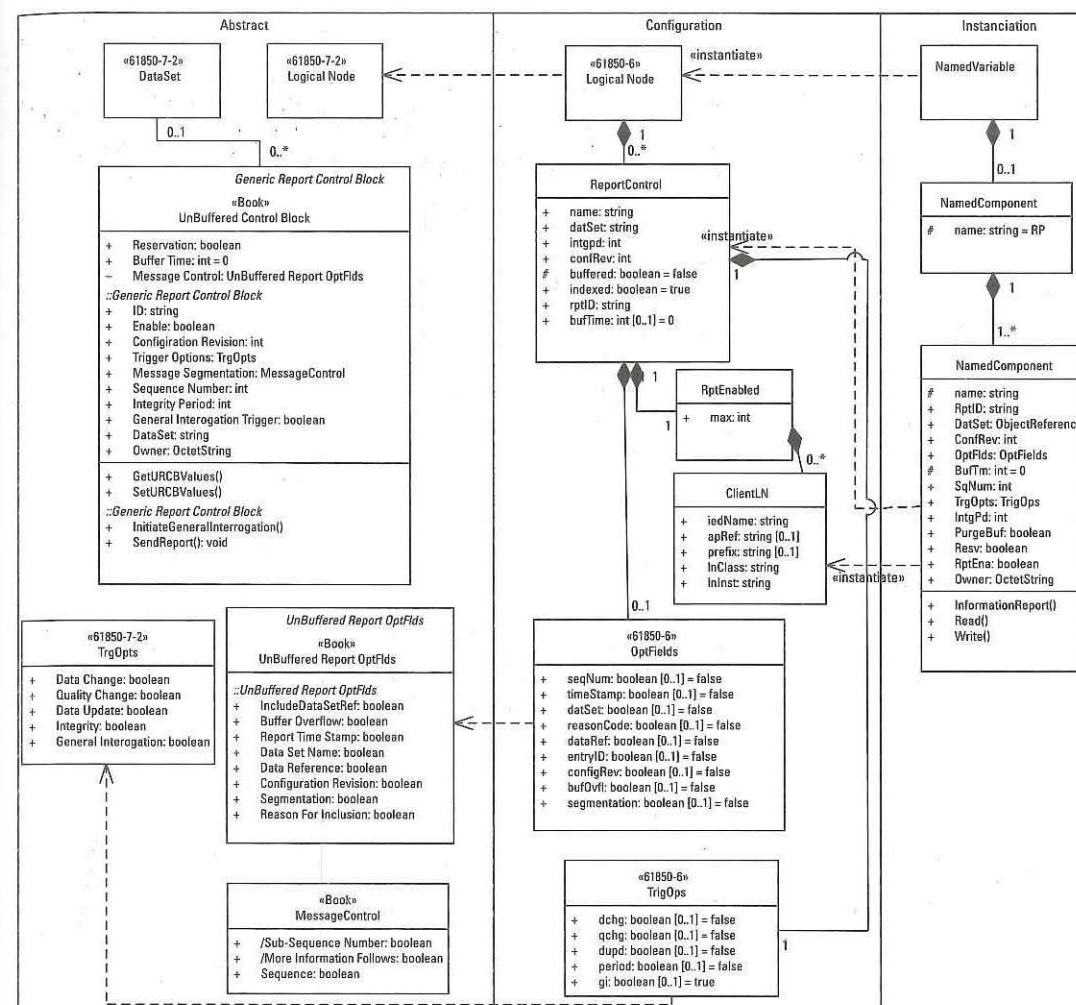 Abstract
Configuration
Instanciation
«61850-7-2»
DataSet
«61850-7-2»
Logical Node
«61850-6»
Logical Node
«instantiate»
NamedVariable
0..1
0..*
1
0..*
1
0..1
Generic Report Control Block
«Book»
UnBuffered Control Block
+ Reservation: boolean
+ Buffer Time: int = 0
– Message Control: UnBuffered Report OptFlds
::Generic Report Control Block
+ ID: string
+ Enable: boolean
+ Configiration Revision: int
+ Trigger Options: TrgOpts
+ Message Segmentation: MessageControl
+ Sequence Number: int
+ Integrity Period: int
+ General Interogation Trigger: boolean
+ DataSet: string
+ Owner: OctetString
+ GetURCBValues()
+ SetURCBValues()
::Generic Report Control Block
+ InitiateGeneralInterrogation()
+ SendReport(): void
ReportControl
+ name: string
+ datSet: string
+ intgpd: int
+ confRev: int
# buffered: boolean = false
+ indexed: boolean = true
+ rptID: string
+ bufTime: int [0..1] = 0
«instantiate»
1
NamedComponent
# name: string = RP
1
1..*
1
1
RptEnabled
+ max: int
0..*
ClientLN
+ iedName: string
+ apRef: string [0..1]
+ prefix: string [0..1]
+ lnClass: string
+ lnInst: string
«instantiate»
NamedComponent
# name: string
+ RptID: string
+ DatSet: ObjectReferenc
+ ConfRev: int
+ OptFlds: OptFields
# BufTm: int = 0
+ SqNum: int
+ TrgOpts: TrigOps
+ IntgPd: int
+ PurgeBuf: boolean
+ Resv: boolean
+ RptEna: boolean
+ Owner: OctetString
+ InformationReport()
+ Read()
+ Write()
0..1
«61850-7-2»
TrgOpts
+ Data Change: boolean
+ Quality Change: boolean
+ Data Update: boolean
+ Integrity: boolean
+ General Interogation: boolean
UnBuffered Report OptFlds
«Book»
UnBuffered Report OptFlds
::UnBuffered Report OptFlds
+ IncludeDataSetRef: boolean
+ Buffer Overflow: boolean
+ Report Time Stamp: boolean
+ Data Set Name: boolean
+ Data Reference: boolean
+ Configuration Revision: boolean
+ Segmentation: Boolean
+ Reason For Inclusion: boolean
«61850-6»
OptFields
+ seqNum: boolean [0..1] = false
+ timeStamp: boolean [0..1] = false
+ datSet: boolean [0..1] = false
+ reasonCode: boolean [0..1] = false
+ dataRef: boolean [0..1] = false
+ entryID: boolean [0..1] = false
+ configRev: boolean [0..1] = false
+ bufOvfl: boolean [0..1] = false
+ segmentation: boolean [0..1] = false
«Book»
MessageControl
+ /Sub-Sequence Number: boolean
+ /More Information Follows: boolean
+ Sequence: boolean
«61850-6»
TrigOps
+ dchg: boolean [0..1] = false
+ qchg: boolean [0..1] = false
+ dupd: boolean [0..1] = false
+ period: boolean [0..1] = false
+ gi: boolean [0..1] = true
1